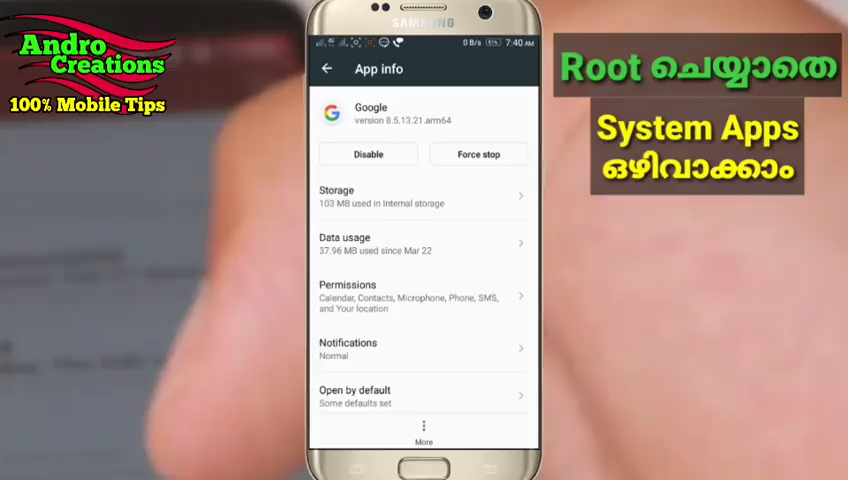 Andro
Creations
100% Mobile Tips
SAMSUNG
0 B/s 91% 7:40 AM
App info
Google
version 8.5.13.21.arm64
Disable
Force stop
Storage
103 MB used in Internal storage
Data usage
37.96 MB used since Mar 22
Permissions
Calendar, Contacts, Microphone, Phone, SMS,
and Your location
Notifications
Normal
Open by default
Some defaults set
More
Root ചെയ്യാതെ
System Apps
ഒഴിവാക്കാം